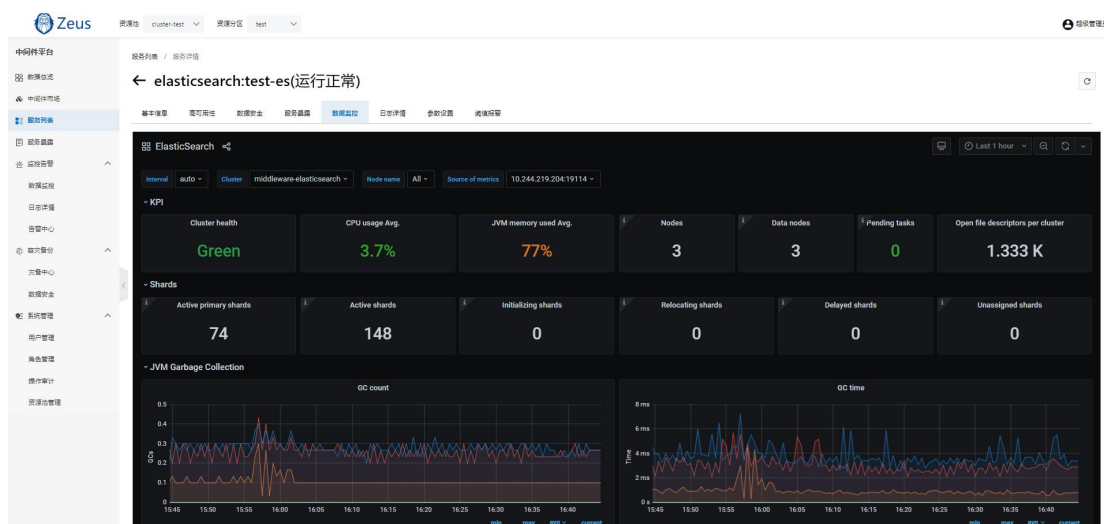 Zeus 资源池 cluster-test 资源分区 test 超级管理员
中间件平台
数据总览
中间件市场
服务列表
服务暴露
监控告警
数据监控
日志详情
告警中心
容灾备份
灾备中心
数据安全
系统管理
用户管理
角色管理
操作审计
资源池管理
服务列表 / 服务详情
← elasticsearch:test-es(运行正常)
基本信息 高可用性 数据安全 服务暴露 数据监控 日志详情 参数设置 阈值报警
ElasticSearch Last 1 hour
Interval auto Cluster middleware-elasticsearch Node name All Source of metrics 10.244.219.204:19114
KPI
Cluster health CPU usage Avg. JVM memory used Avg. Nodes Data nodes Pending tasks Open file descriptors per cluster
Green 3.7% 77% 3 3 0 1.333 K
Shards
Active primary shards Active shards Initializing shards Relocating shards Delayed shards Unassigned shards
74 148 0 0 0 0
JVM Garbage Collection
GC count
GCs
0.5
0.4
0.3
0.2
0.1
0
15:45 15:50 15:55 16:00 16:05 16:10 16:15 16:20 16:25 16:30 16:35 16:40
min max avg current
GC time
Time
8 ms
6 ms
4 ms
2 ms
0 s
15:45 15:50 15:55 16:00 16:05 16:10 16:15 16:20 16:25 16:30 16:35 16:40
min max avg current